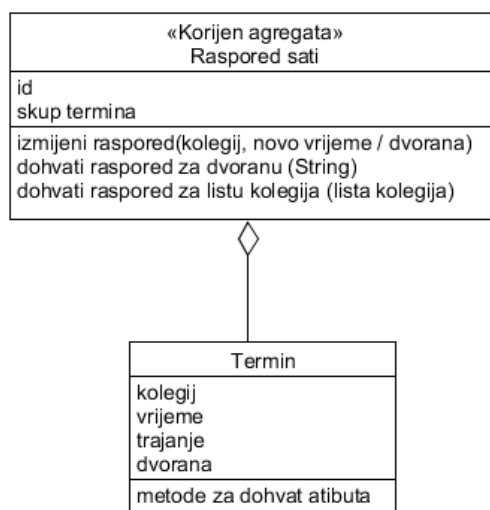 «Korijen agregata»
Raspored sati
id
skup termina
izmijeni raspored(kolegij, novo vrijeme / dvorana)
dohvati raspored za dvoranu (String)
dohvati raspored za listu kolegija (lista kolegija)
Termin
kolegij
vrijeme
trajanje
dvorana
metode za dohvat atibuta